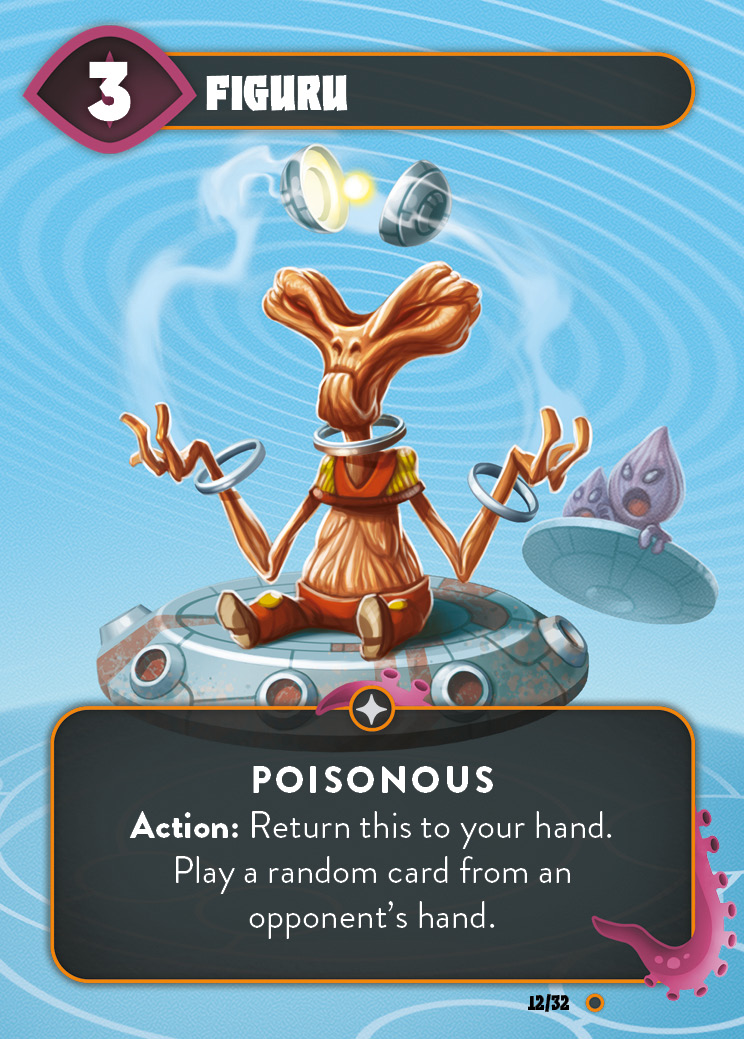 3 FIGURU
POISONOUS
Action: Return this to your hand.
Play a random card from an
opponent's hand.
12/32